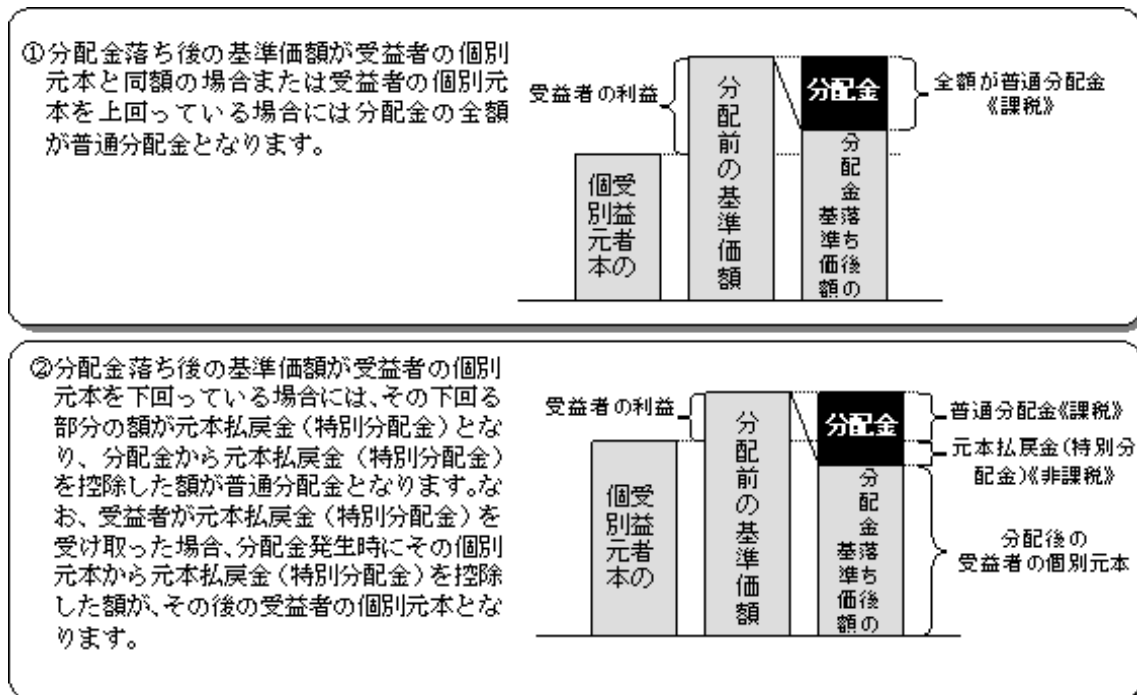 ①分配金落ち後の基準価額が受益者の個別
元本と同額の場合または受益者の個別元
本を上回っている場合には分配金の全額
が普通分配金となります。
受益者の利益
個別元本
受益者の
分配前の基準価額
分配金
分配金落ち後の
基準価額
全額が普通分配金
《課税》
②分配金落ち後の基準価額が受益者の個別
元本を下回っている場合には、その下回る
部分の額が元本払戻金（特別分配金）とな
り、分配金から元本払戻金（特別分配金）
を控除した額が普通分配金となります。な
お、受益者が元本払戻金（特別分配金）を
受け取った場合、分配金発生時にその個別
元本から元本払戻金（特別分配金）を控除
した額が、その後の受益者の個別元本とな
ります。
受益者の利益
受益者の
個別元本
分配前の基準価額
分配金
分配金落ち後の
基準価額
普通分配金《課税》
元本払戻金(特別分
配金)《非課税》
分配後の
受益者の個別元本